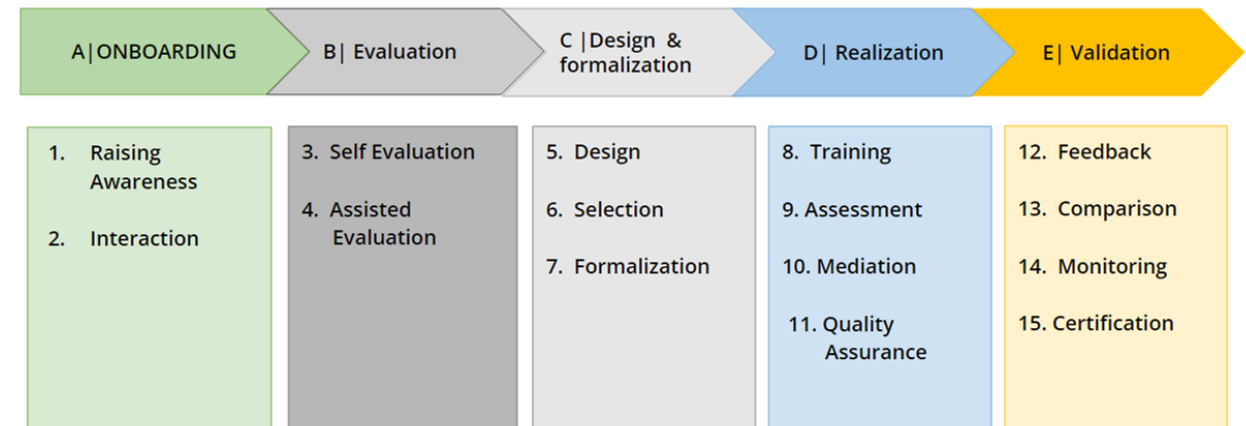 A|ONBOARDING
B| Evaluation
C |Design &
formalization
D| Realization
E| Validation
1. Raising
Awareness
2. Interaction
3. Self Evaluation
4. Assisted
Evaluation
5. Design
6. Selection
7. Formalization
8. Training
9. Assessment
10. Mediation
11. Quality
Assurance
12. Feedback
13. Comparison
14. Monitoring
15. Certification